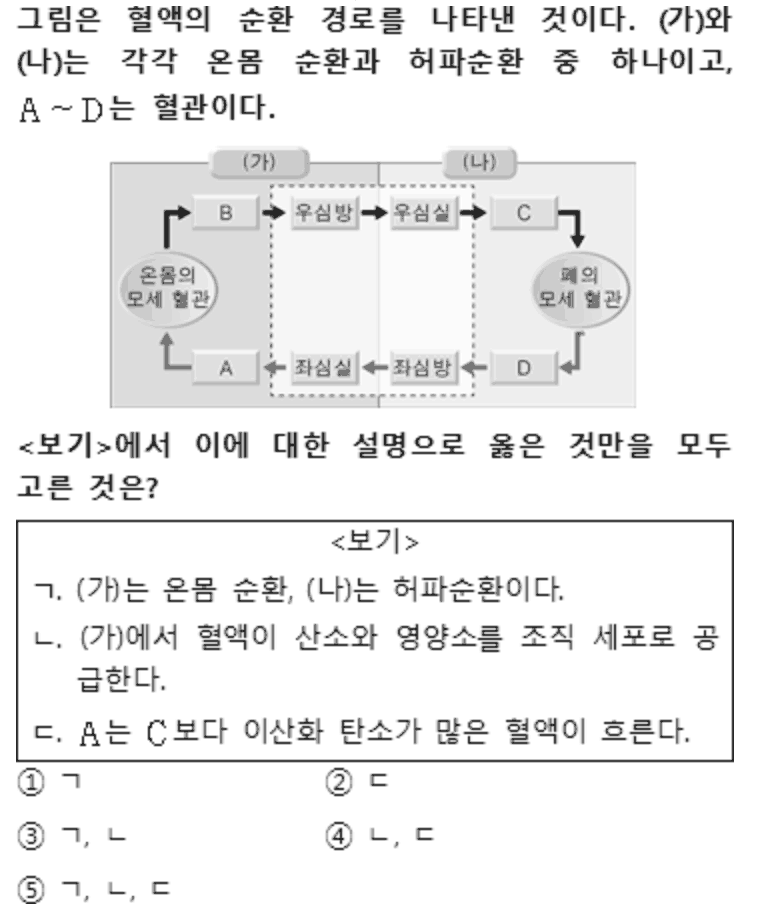 그림은 혈액의 순환 경로를 나타낸 것이다. (가)와
(나)는 각각 온몸 순환과 허파순환 중 하나이고,
A ~ D는 혈관이다.
(가) (나)
B 우심방 우심실 C
온몸의 폐의
모세 혈관 모세 혈관
A 좌심실 좌심방 D
<보기>에서 이에 대한 설명으로 옳은 것만을 모두
고른 것은?
<보기>
ㄱ. (가)는 온몸 순환, (나)는 허파순환이다.
ㄴ. (가)에서 혈액이 산소와 영양소를 조직 세포로 공
급한다.
ㄷ. A는 C보다 이산화 탄소가 많은 혈액이 흐른다.
① ㄱ ② ㄷ
③ ㄱ, ㄴ ④ ㄴ, ㄷ
⑤ ㄱ, ㄴ, ㄷ